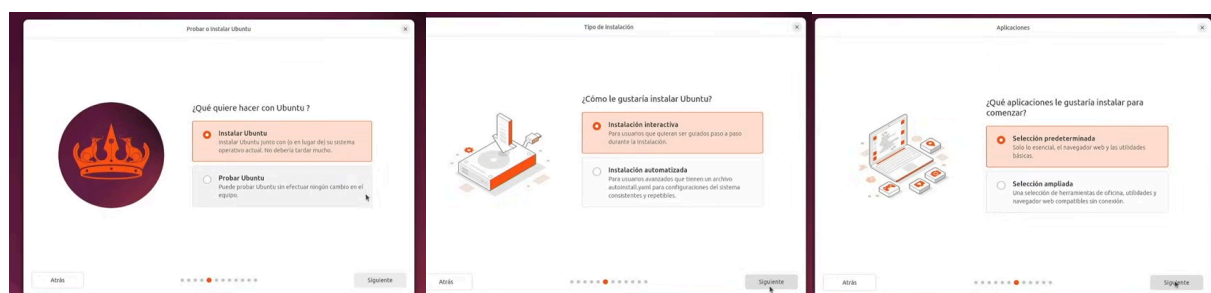 Probar o Instalar Ubuntu
¿Qué quiere hacer con Ubuntu ?
Instalar Ubuntu
Instalar Ubuntu junto con (o en lugar de) su sistema
operativo actual. No debería tardar mucho.
Probar Ubuntu
Puede probar Ubuntu sin efectuar ningún cambio en el
equipo.
Atrás
Siguiente
Tipo de Instalación
¿Cómo le gustaría instalar Ubuntu?
Instalación interactiva
Para usuarios que quieran ser guiados paso a paso
durante la instalación.
Instalación automatizada
Para usuarios avanzados que tienen un archivo
autoinstall.yaml para configuraciones del sistema
consistentes y repetibles.
Atrás
Siguiente
Aplicaciones
¿Qué aplicaciones le gustaría instalar para
comenzar?
Selección predeterminada
Solo lo esencial, el navegador web y las utilidades
básicas.
Selección ampliada
Una selección de herramientas de oficina, utilidades y
navegador web compatibles sin conexión.
Atrás
Siguiente